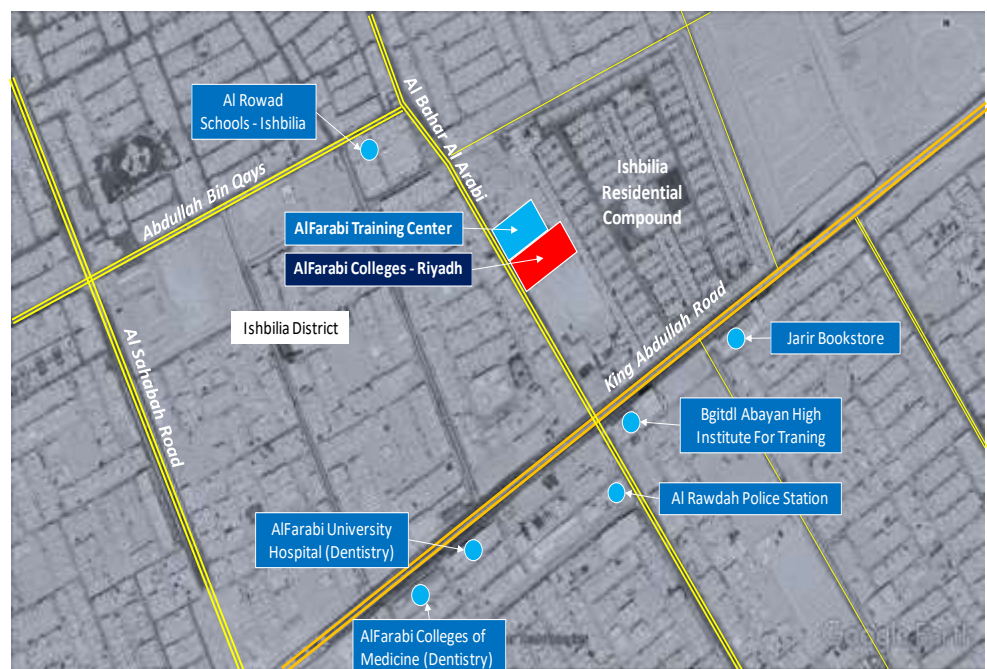 Al Rowad
Schools - Ishbilia
Al Bahar Al Arabi
Abdullah Bin Qays
Ishbilia
Residential
Compound
AlFarabi Training Center
AlFarabi Colleges - Riyadh
Ishbilia District
Al Sahabah Road
King Abdullah Road
Jarir Bookstore
Bgitdl Abayan High
Institute For Traning
Al Rawdah Police Station
AlFarabi University
Hospital (Dentistry)
AlFarabi Colleges of
Medicine (Dentistry)
Google Earth